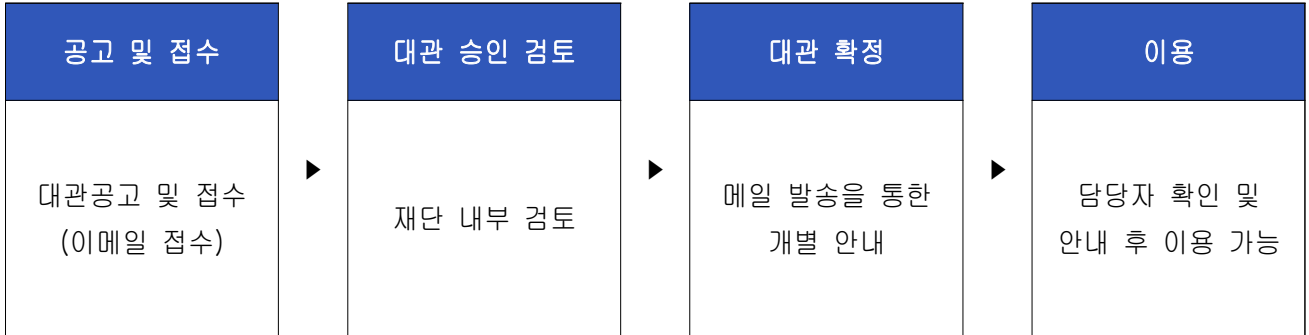 공고 및 접수
대관 승인 검토
대관 확정
이용
대관공고 및 접수
(이메일 접수)
▶
재단 내부 검토
▶
메일 발송을 통한
개별 안내
▶
담당자 확인 및
안내 후 이용 가능